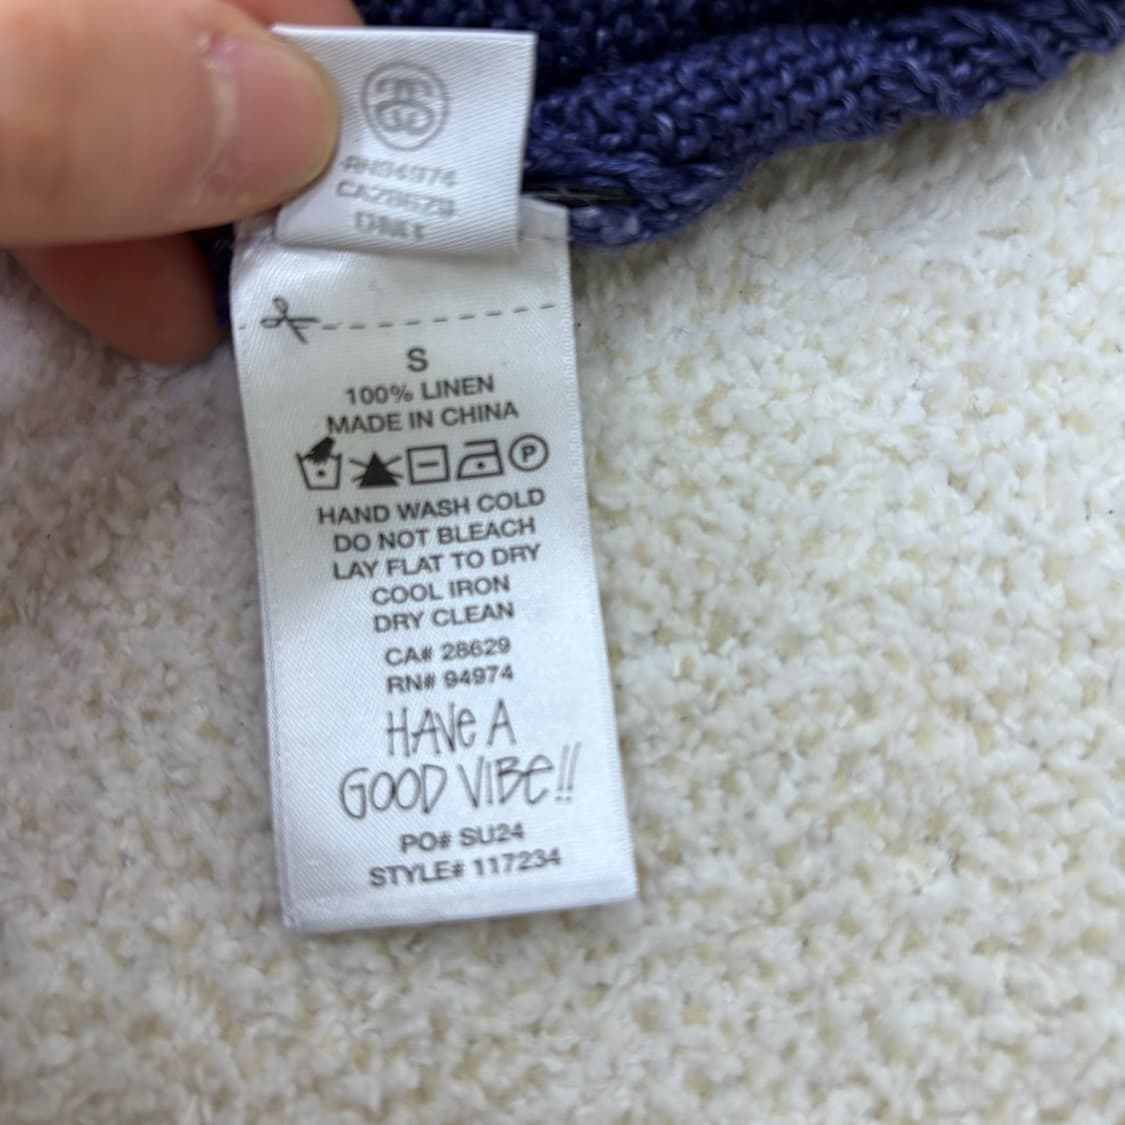 S
100% LINEN
MADE IN CHINA
P
HAND WASH COLD
DO NOT BLEACH
LAY FLAT TO DRY
COOL IRON
DRY CLEAN
CA# 28629
RN# 94974
HAVE A
GOOD VIBE!!
PO# SU24
STYLE# 117234